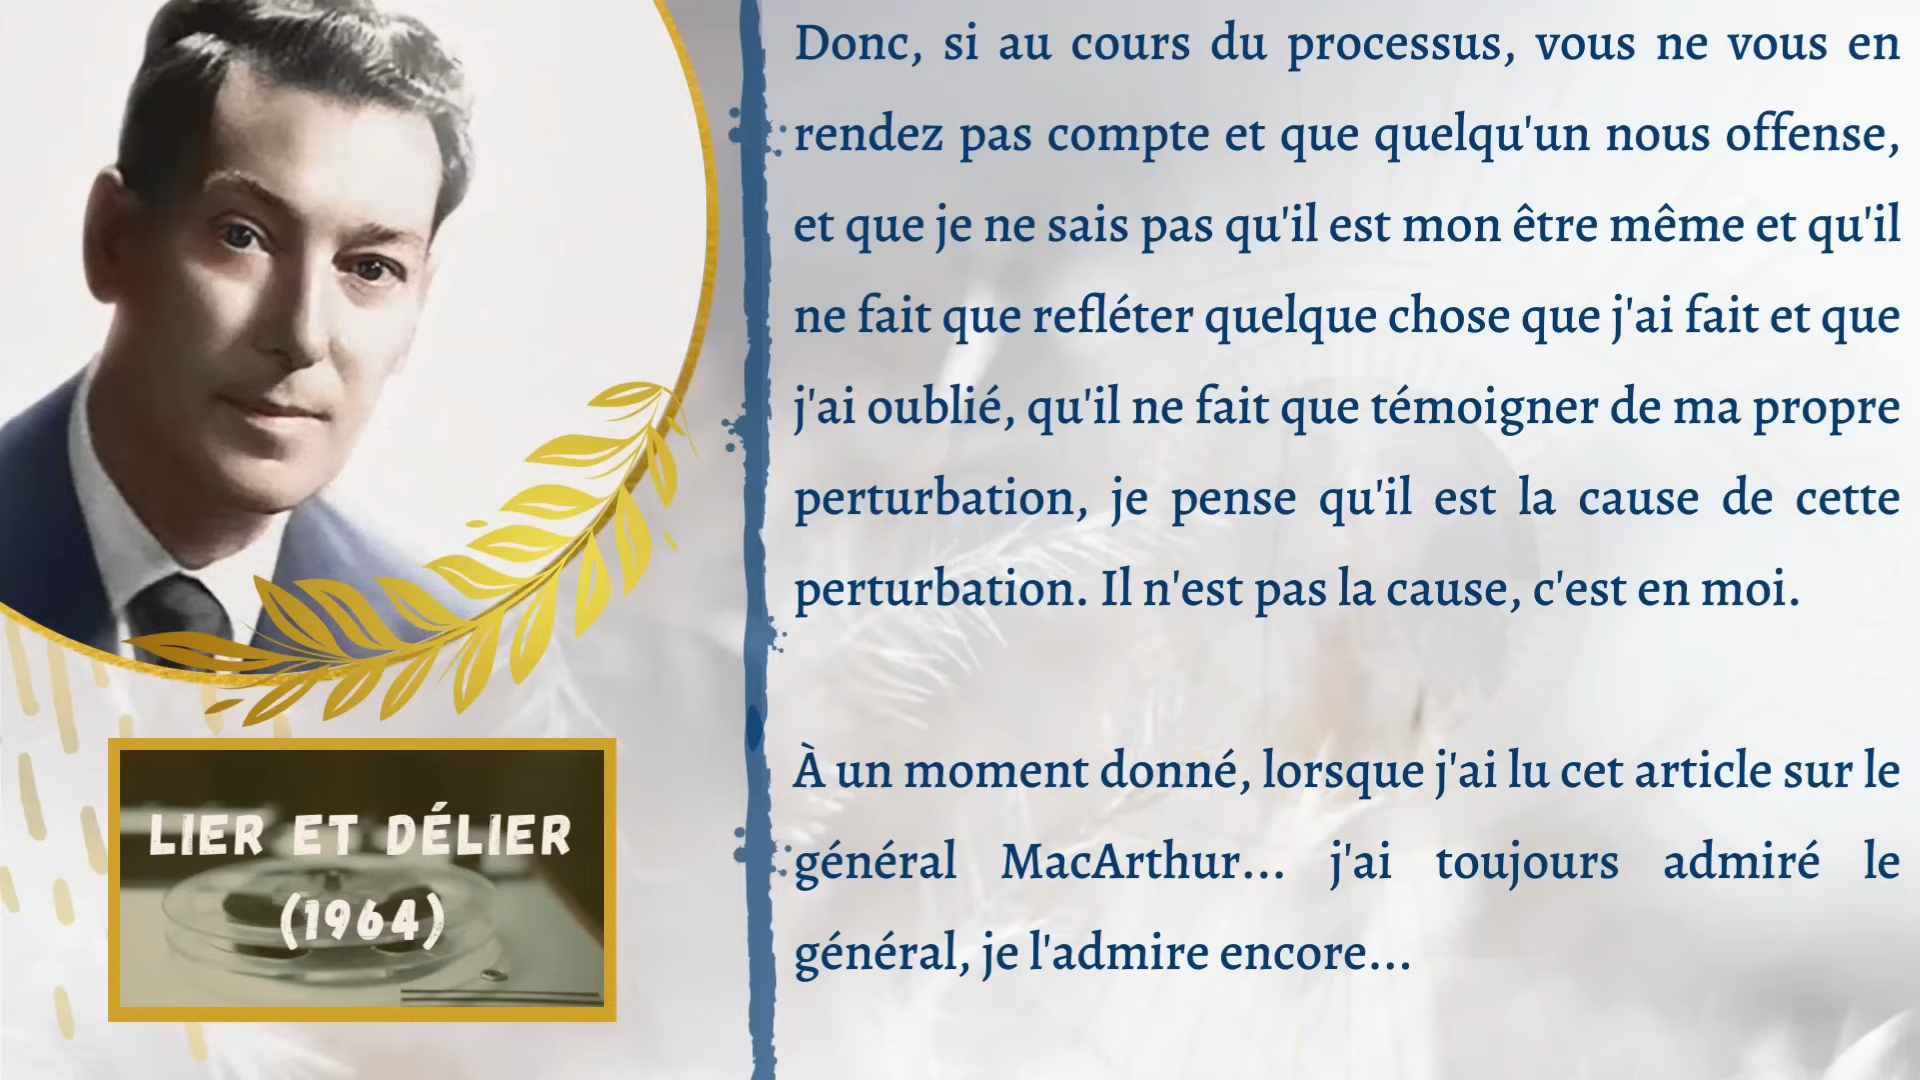 Donc, si au cours du processus, vous ne vous en
rendez pas compte et que quelqu'un nous offense,
et que je ne sais pas qu'il est mon être même et qu'il
ne fait que refléter quelque chose que j'ai fait et que
j'ai oublié, qu'il ne fait que témoigner de ma propre
perturbation, je pense qu'il est la cause de cette
perturbation. Il n'est pas la cause, c'est en moi.
À un moment donné, lorsque j'ai lu cet article sur le
général MacArthur... j'ai toujours admiré le
général, je l'admire encore...
LIER ET DÉLIER
(1964)